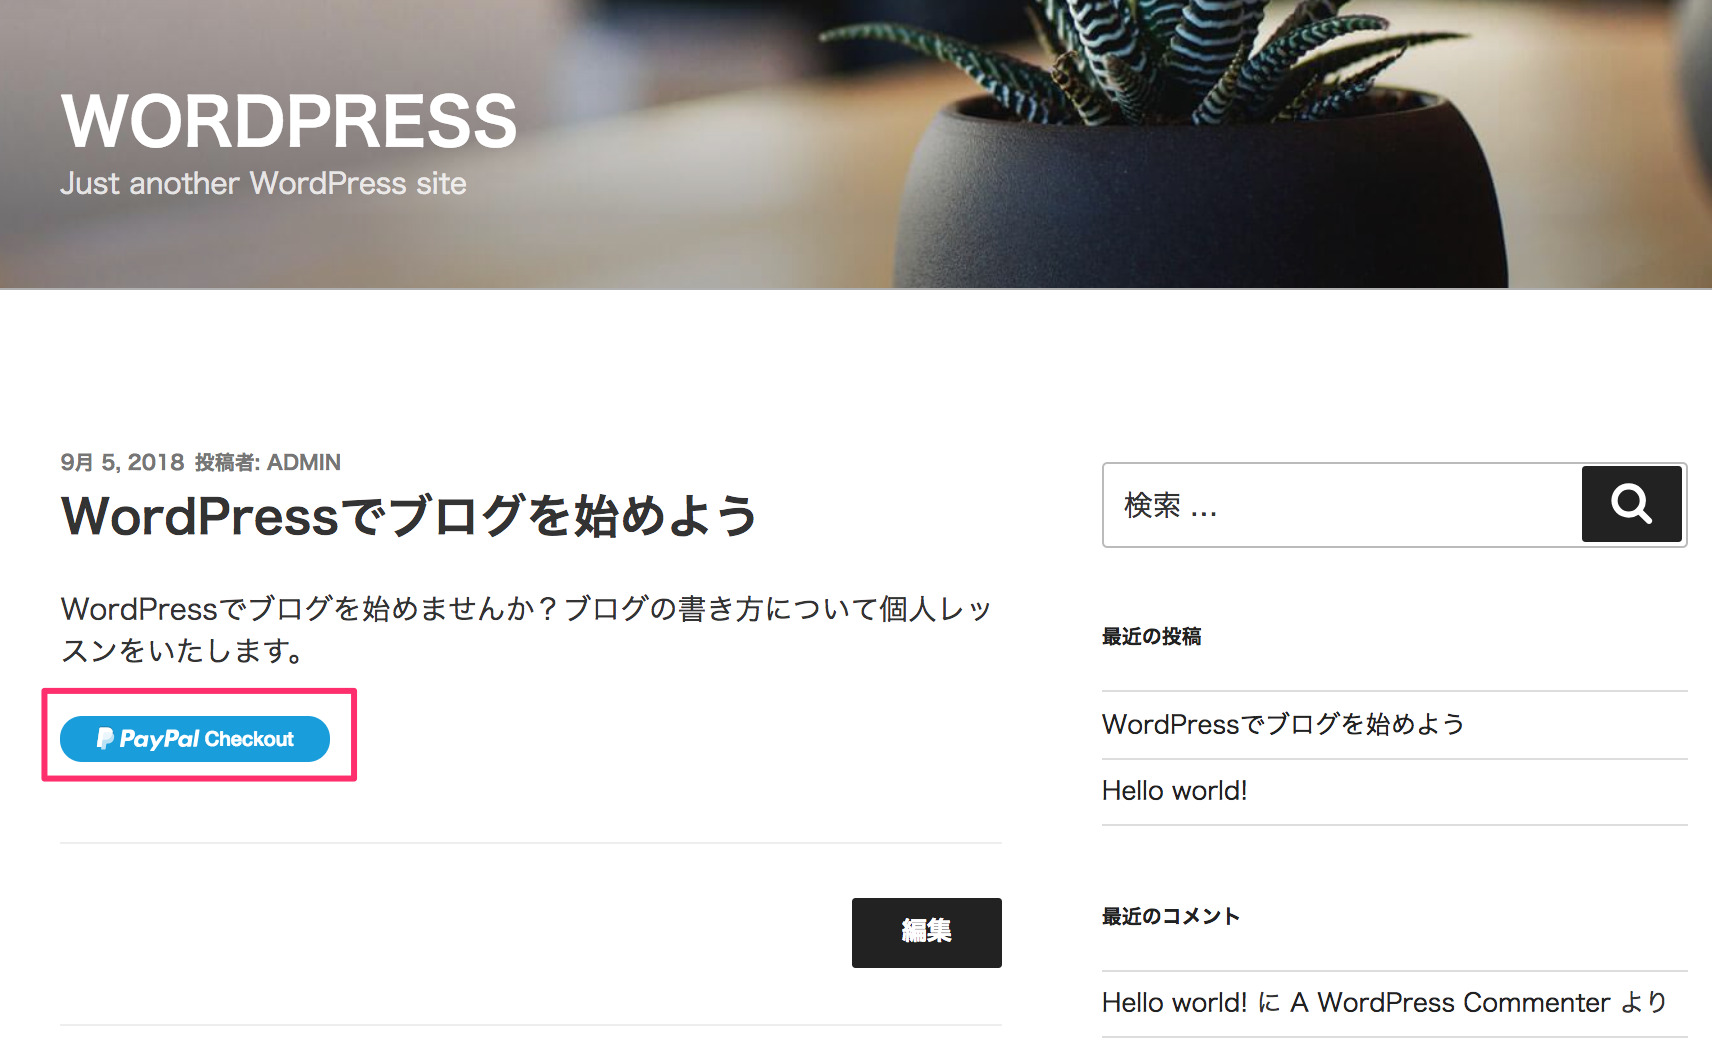 WORDPRESS
Just another WordPress site
9月 5, 2018 投稿者: ADMIN
WordPressでブログを始めよう
WordPressでブログを始めませんか？ブログの書き方について個人レッ
スンをいたします。
PayPal Checkout
編集
検索 ...
最近の投稿
WordPressでブログを始めよう
Hello world!
最近のコメント
Hello world! に A WordPress Commenter より